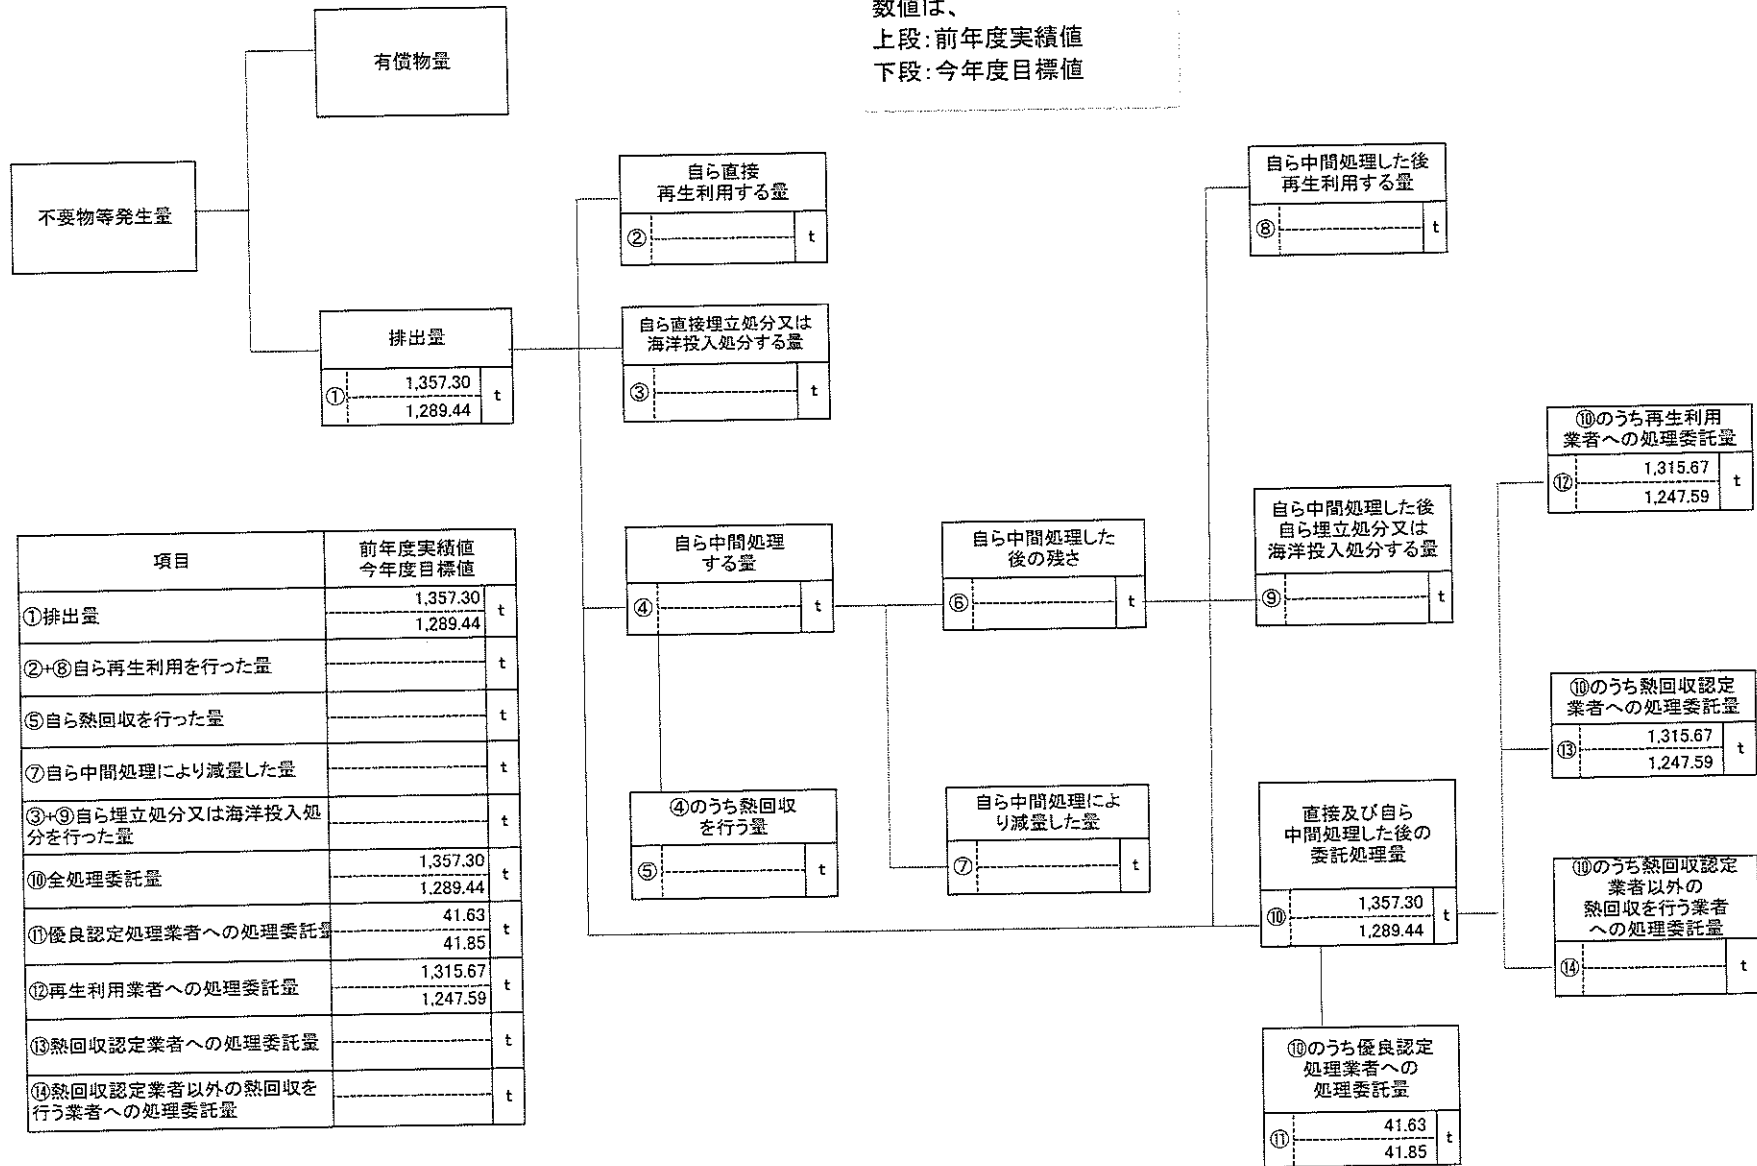 数値は、
上段:前年度実績値
下段:今年度目標値
有償物量
不要物等発生量
排出量
① 1,357.30 t
1,289.44
自ら直接
再生利用する量
② t
自ら直接埋立処分又は
海洋投入処分する量
③ t
自ら中間処理
する量
④ t
④のうち熱回収
を行う量
⑤ t
自ら中間処理した
後の残さ
⑥ t
自ら中間処理によ
り減量した量
⑦ t
自ら中間処理した後
再生利用する量
⑧ t
自ら中間処理した後
自ら埋立処分又は
海洋投入処分する量
⑨ t
直接及び自ら
中間処理した後の
委託処理量
⑩ 1,357.30 t
1,289.44
⑩のうち優良認定
処理業者への
処理委託量
⑪ 41.63 t
41.85
⑩のうち再生利用
業者への処理委託量
⑫ 1,315.67 t
1,247.59
⑩のうち熱回収認定
業者への処理委託量
⑬ 1,315.67 t
1,247.59
⑩のうち熱回収認定
業者以外の
熱回収を行う業者
への処理委託量
⑭ t
項目 前年度実績値
今年度目標値
①排出量 1,357.30 t
1,289.44
②+⑧自ら再生利用を行った量 t
⑤自ら熱回収を行った量 t
⑦自ら中間処理により減量した量 t
③+⑨自ら埋立処分又は海洋投入処
分を行った量 t
⑩全処理委託量 1,357.30 t
1,289.44
⑪優良認定処理業者への処理委託量 41.63 t
41.85
⑫再生利用業者への処理委託量 1,315.67 t
1,247.59
⑬熱回収認定業者への処理委託量 t
⑭熱回収認定業者以外の熱回収を
行う業者への処理委託量 t